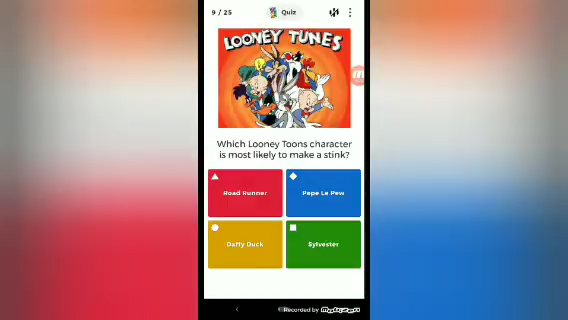 9 / 25
Quiz
LOONEY TUNES
Which Looney Toons character
is most likely to make a stink?
Road Runner
Pepe Le Pew
Daffy Duck
Sylvester
Recorded by